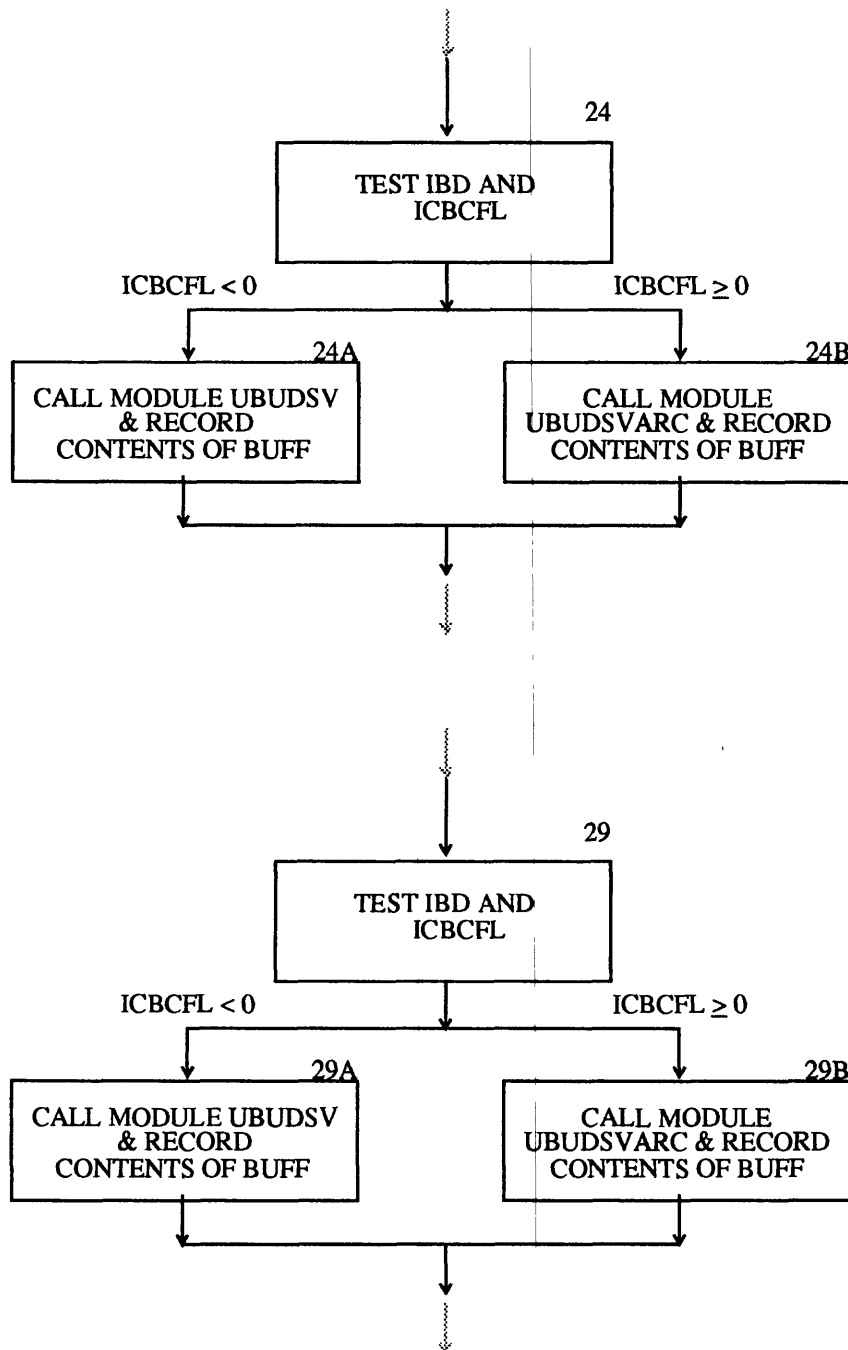 24
TEST IBD AND
ICBCFL
ICBCFL < 0
ICBCFL ≥ 0
24A
24B
CALL MODULE UBUDSV
& RECORD
CONTENTS OF BUFF
CALL MODULE
UBUDSVARC & RECORD
CONTENTS OF BUFF
29
TEST IBD AND
ICBCFL
ICBCFL < 0
ICBCFL ≥ 0
29A
29B
CALL MODULE UBUDSV
& RECORD
CONTENTS OF BUFF
CALL MODULE
UBUDSVARC & RECORD
CONTENTS OF BUFF